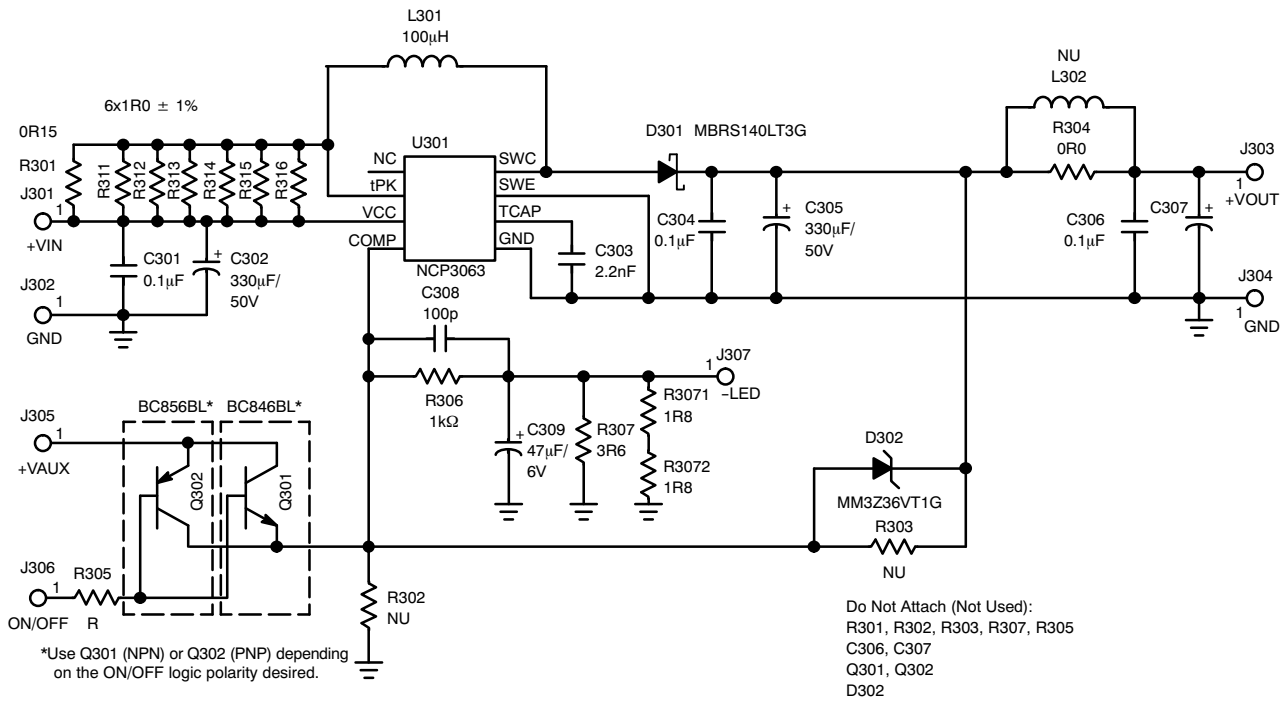 L301
100μH
6x1R0 ± 1%
0R15
R301
R311
R312
R313
R314
R315
R316
J301
1
+VIN
C301
0.1μF
C302
+
330μF/
50V
J302
1
GND
U301
NC
tPK
VCC
COMP
SWC
SWE
TCAP
GND
NCP3063
C303
2.2nF
D301 MBRS140LT3G
C304
0.1μF
+
C305
330μF/
50V
NU
L302
R304
0R0
C306
0.1μF
C307
+
J303
1
+VOUT
J304
1
GND
C308
100p
R306
1kΩ
J307
1
–LED
+
C309
47μF/
6V
R307
3R6
R3071
1R8
R3072
1R8
D302
MM3Z36VT1G
R303
NU
J305
1
+VAUX
BC856BL*
BC846BL*
Q302
Q301
J306
1
ON/OFF
R305
R
R302
NU
*Use Q301 (NPN) or Q302 (PNP) depending
on the ON/OFF logic polarity desired.
Do Not Attach (Not Used):
R301, R302, R303, R307, R305
C306, C307
Q301, Q302
D302